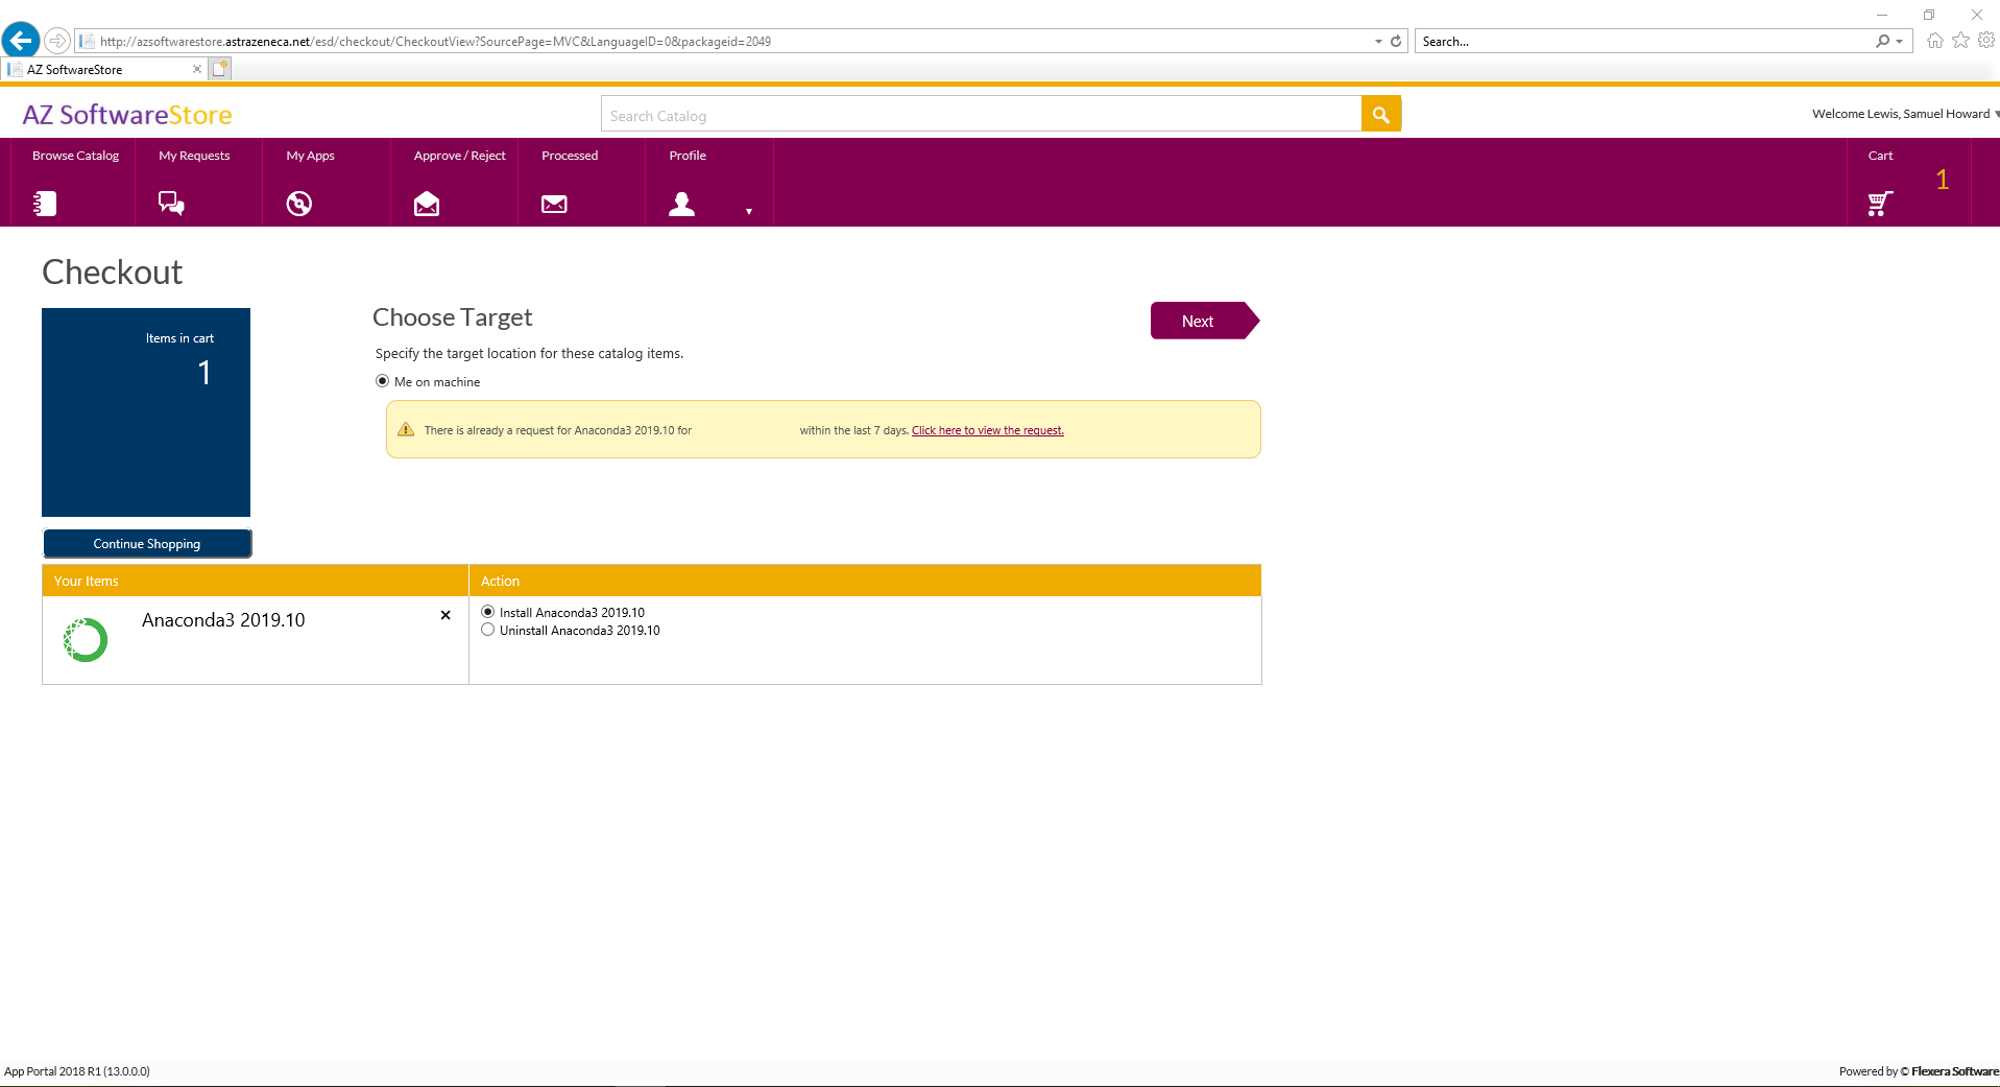 http://azsoftwarestore.astrazeneca.net/esd/checkout/CheckoutView?SourcePage=MVC&LanguageID=0&packageid=2049
Search...
AZ SoftwareStore
AZ SoftwareStore
Search Catalog
Welcome Lewis, Samuel Howard
Browse Catalog
My Requests
My Apps
Approve / Reject
Processed
Profile
Cart
1
Checkout
Items in cart
1
Continue Shopping
Choose Target
Next
Specify the target location for these catalog items.
Me on machine
There is already a request for Anaconda3 2019.10 for within the last 7 days. Click here to view the request.
Your Items
Action
Anaconda3 2019.10
Install Anaconda3 2019.10
Uninstall Anaconda3 2019.10
App Portal 2018 R1 (13.0.0.0)
Powered by © Flexera Software